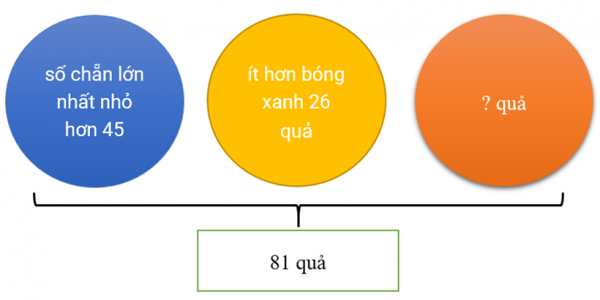 số chẵn lớn
nhất nhỏ
hơn 45
ít hơn bóng
xanh 26
quả
? quả
81 quả